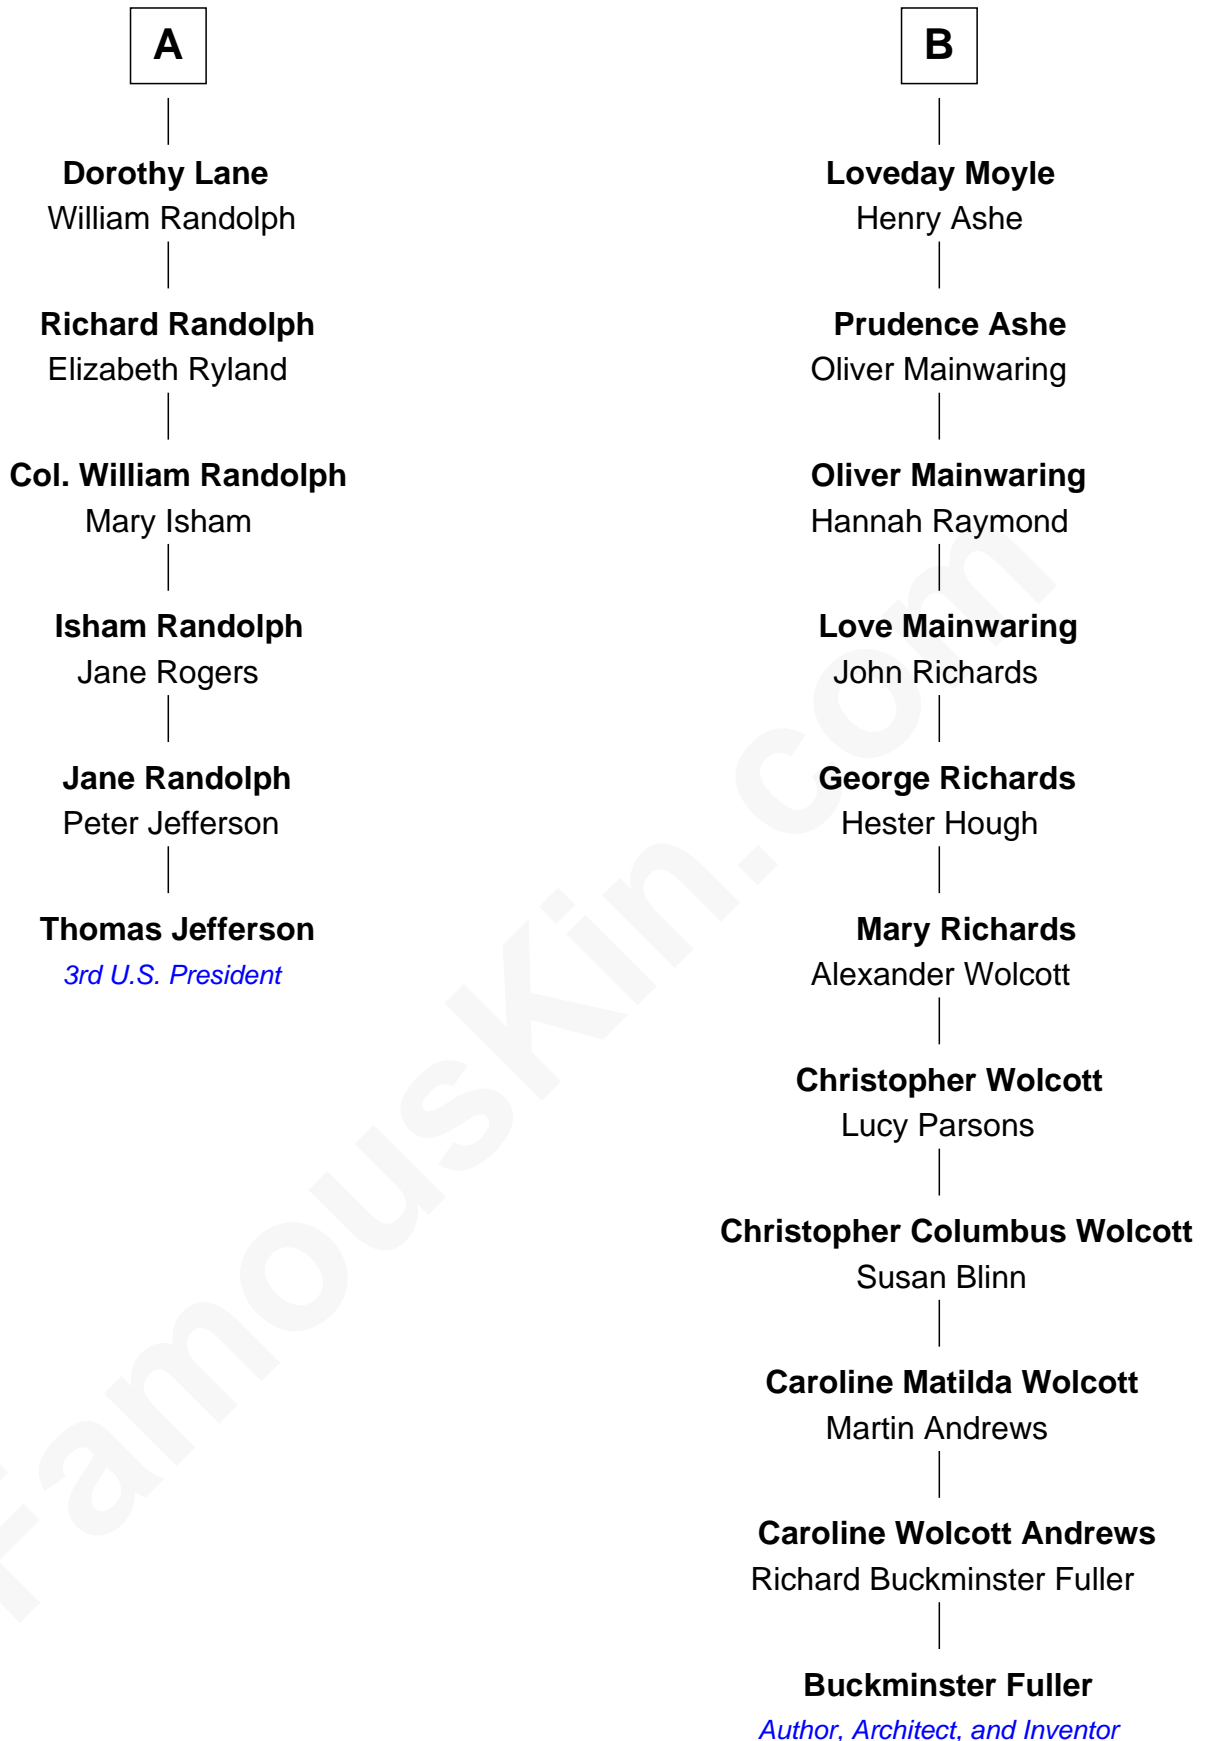 A
Dorothy Lane
William Randolph
Richard Randolph
Elizabeth Ryland
Col. William Randolph
Mary Isham
Isham Randolph
Jane Rogers
Jane Randolph
Peter Jefferson
Thomas Jefferson
3rd U.S. President
B
Loveday Moyle
Henry Ashe
Prudence Ashe
Oliver Mainwaring
Oliver Mainwaring
Hannah Raymond
Love Mainwaring
John Richards
George Richards
Hester Hough
Mary Richards
Alexander Wolcott
Christopher Wolcott
Lucy Parsons
Christopher Columbus Wolcott
Susan Blinn
Caroline Matilda Wolcott
Martin Andrews
Caroline Wolcott Andrews
Richard Buckminster Fuller
Buckminster Fuller
Author, Architect, and Inventor
FamousKin.com